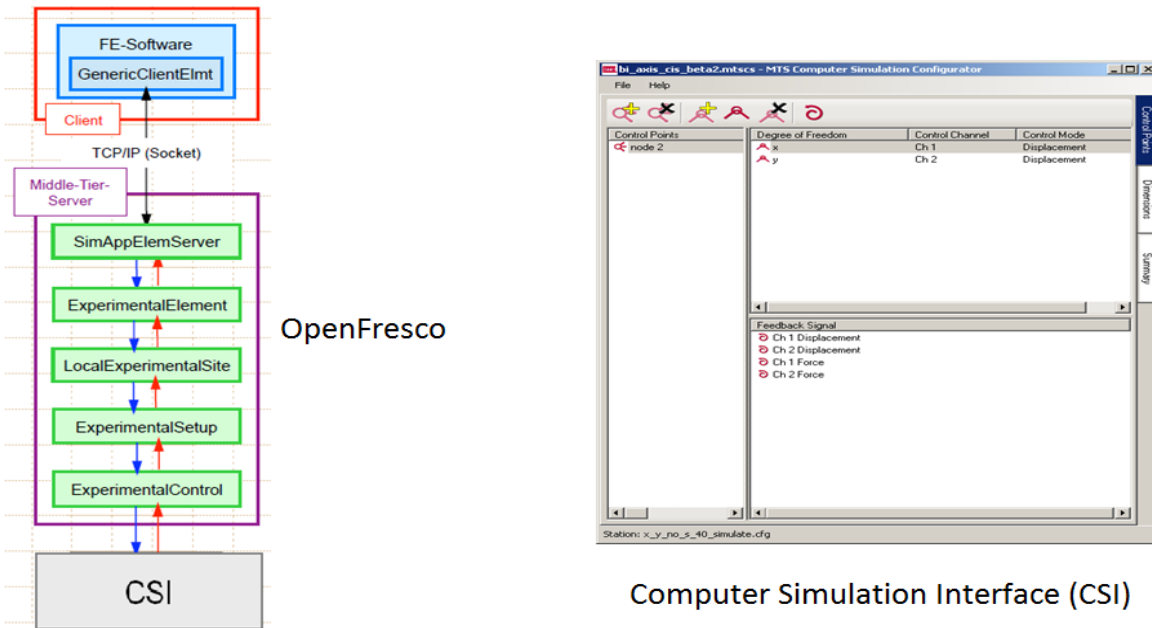 FE-Software
GenericClientElmt
Client
TCP/IP (Socket)
Middle-Tier-
Server
SimAppElemServer
ExperimentalElement
LocalExperimentalSite
ExperimentalSetup
ExperimentalControl
CSI
OpenFresco
bi_axis_cis_beta2.mtscs - MTS Computer Simulation Configurator
File Help
Control Points
node 2
Degree of Freedom Control Channel Control Mode
x Ch 1 Displacement
y Ch 2 Displacement
Feedback Signal
Ch 1 Displacement
Ch 2 Displacement
Ch 1 Force
Ch 2 Force
Control Points
Dimensions
Summary
Station: x_y_no_s_40_simulate.cfg
Computer Simulation Interface (CSI)